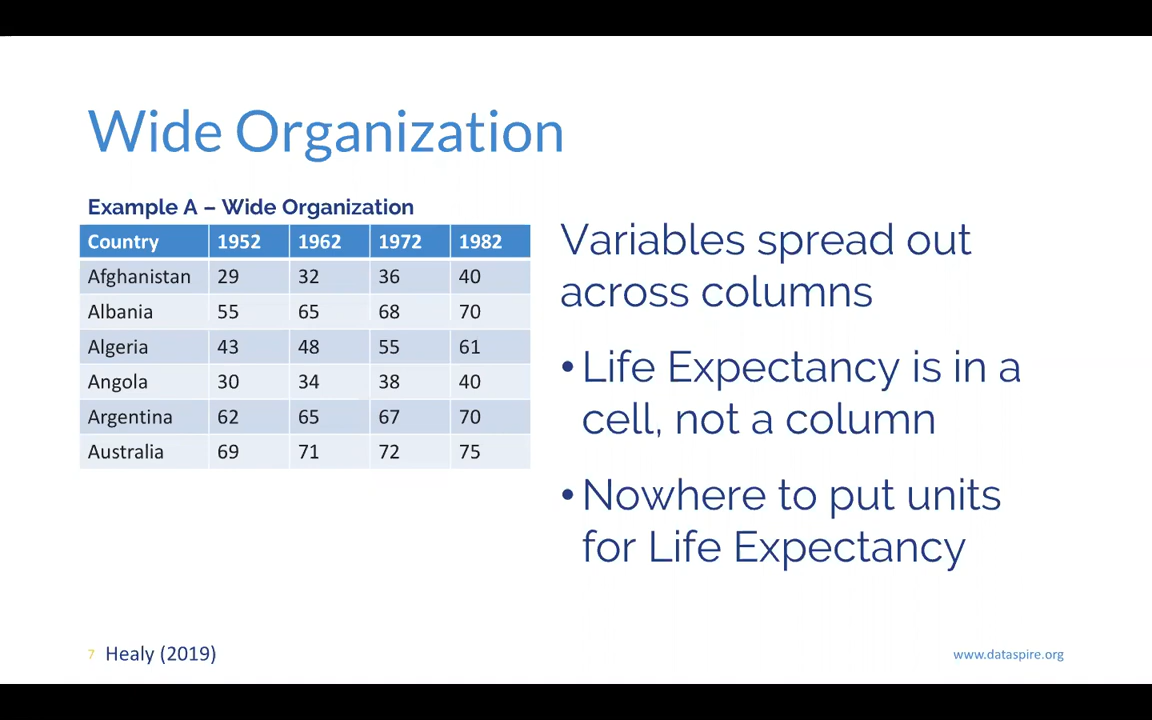 Wide Organization
Example A – Wide Organization
Country 1952 1962 1972 1982
Afghanistan 29 32 36 40
Albania 55 65 68 70
Algeria 43 48 55 61
Angola 30 34 38 40
Argentina 62 65 67 70
Australia 69 71 72 75
Variables spread out
across columns
•Life Expectancy is in a
cell, not a column
•Nowhere to put units
for Life Expectancy
7 Healy (2019)
www.dataspire.org